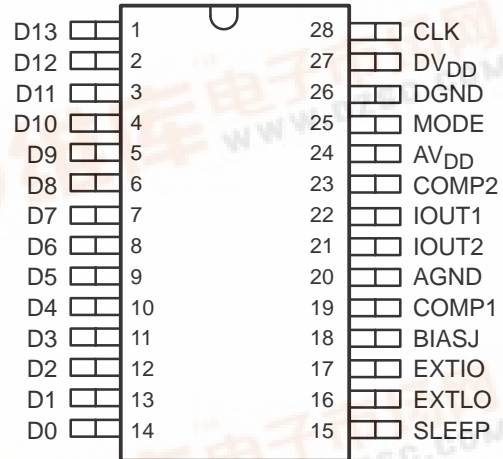 D13 1 28 CLK
D12 2 27 DVDD
D11 3 26 DGND
D10 4 25 MODE
D9 5 24 AVDD
D8 6 23 COMP2
D7 7 22 IOUT1
D6 8 21 IOUT2
D5 9 20 AGND
D4 10 19 COMP1
D3 11 18 BIASJ
D2 12 17 EXTIO
D1 13 16 EXTLO
D0 14 15 SLEEP